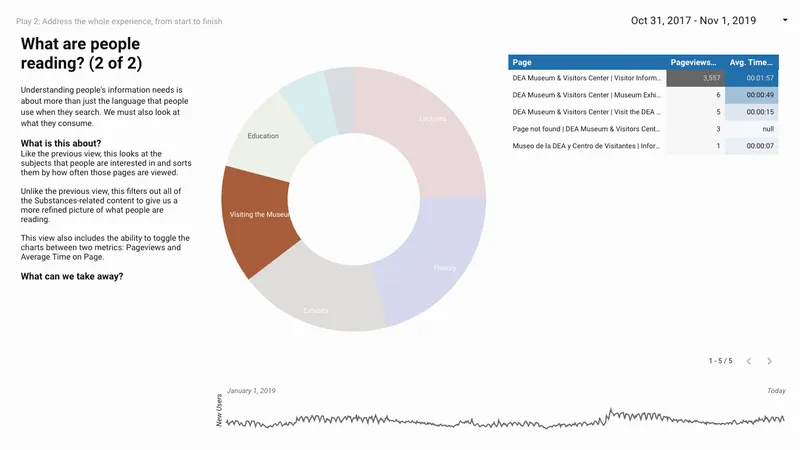 Play 2: Address the whole experience, from start to finish
Oct 31, 2017 - Nov 1, 2019
What are people
reading? (2 of 2)
Understanding people's information needs is
about more than just the language that people
use when they search. We must also look at
what they consume.
What is this about?
Like the previous view, this looks at the
subjects that people are interested in and sorts
them by how often those pages are viewed.
Unlike the previous view, this filters out all of
the Substances-related content to give us a
more refined picture of what people are
reading.
This view also includes the ability to toggle the
charts between two metrics: Pageviews and
Average Time on Page.
What can we take away?
Lectures
Education
Visiting the Museum
History
Exhibits
Page Pageviews... Avg. Time...
DEA Museum & Visitors Center | Visitor Inform... 3,557 00:01:57
DEA Museum & Visitors Center | Museum Exhi... 6 00:00:49
DEA Museum & Visitors Center | Visit the DEA ... 5 00:00:15
Page not found | DEA Museum & Visitors Cent... 3 null
Museo de la DEA y Centro de Visitantes | Infor... 1 00:00:07
1 - 5 / 5
January 1, 2019
Today
New Users